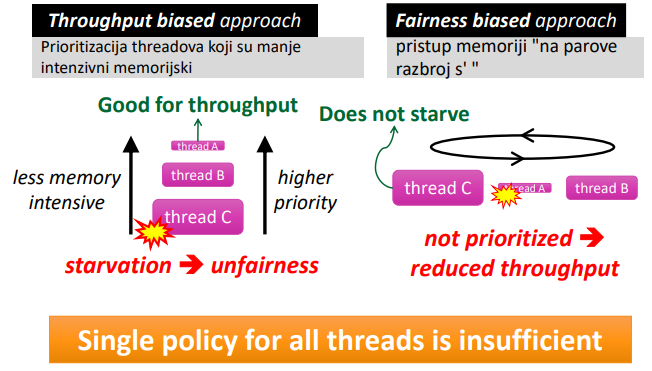 Throughput biased approach
Prioritizacija threadova koji su manje
intenzivni memorijski
Good for throughput
thread A
thread B
thread C
less memory
intensive
higher
priority
starvation ➔ unfairness
Fairness biased approach
pristup memoriji "na parove
razbroj s' "
Does not starve
thread C
thread A
thread B
not prioritized ➔
reduced throughput
Single policy for all threads is insufficient